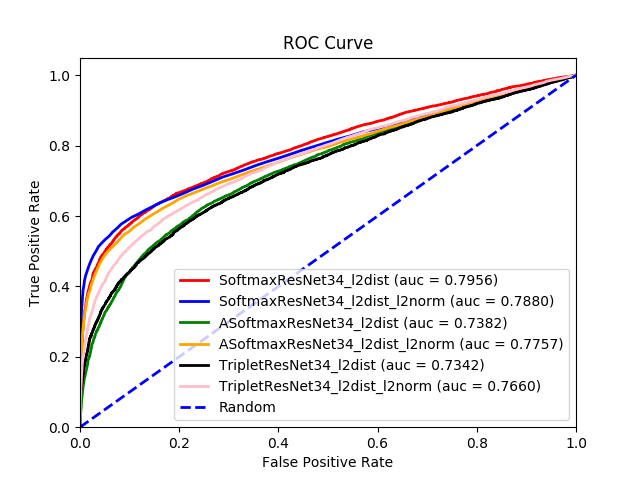 ROC Curve
True Positive Rate
1.0
0.8
0.6
0.4
0.2
0.0
SoftmaxResNet34_l2dist (auc = 0.7956)
SoftmaxResNet34_l2dist_l2norm (auc = 0.7880)
ASoftmaxResNet34_l2dist (auc = 0.7382)
ASoftmaxResNet34_l2dist_l2norm (auc = 0.7757)
TripletResNet34_l2dist (auc = 0.7342)
TripletResNet34_l2dist_l2norm (auc = 0.7660)
Random
0.0 0.2 0.4 0.6 0.8 1.0
False Positive Rate